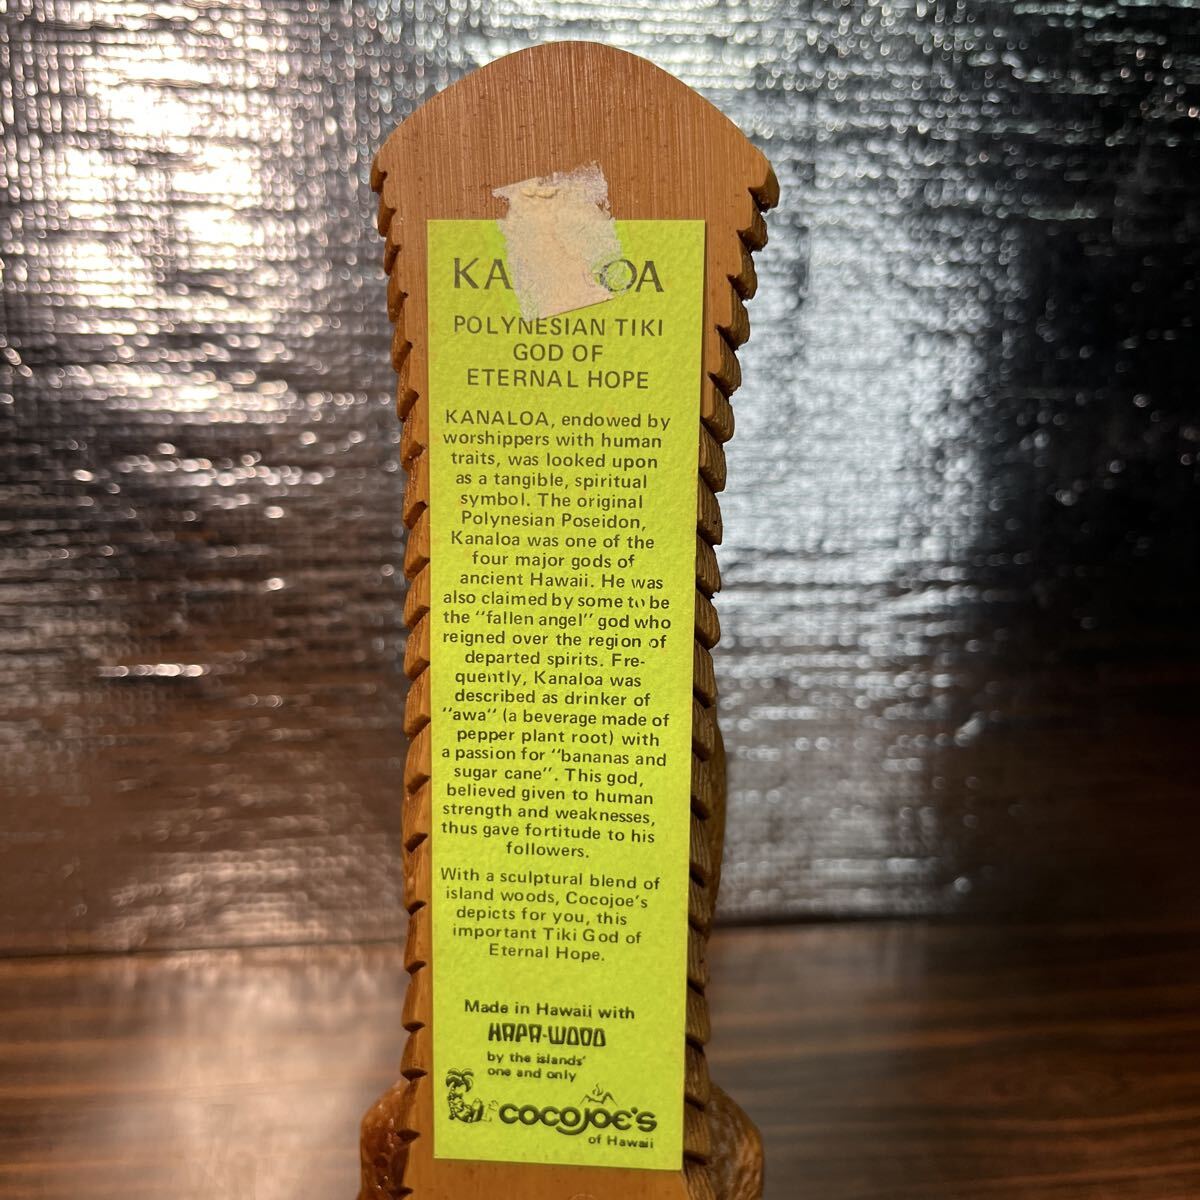 KA OA
POLYNESIAN TIKI
GOD OF
ETERNAL HOPE
KANALOA, endowed by
worshippers with human
traits, was looked upon
as a tangible, spiritual
symbol. The original
Polynesian Poseidon,
Kanaloa was one of the
four major gods of
ancient Hawaii. He was
also claimed by some to be
the "fallen angel" god who
reigned over the region of
departed spirits. Fre-
quently, Kanaloa was
described as drinker of
"awa" (a beverage made of
pepper plant root) with
a passion for "bananas and
sugar cane". This god,
believed given to human
strength and weaknesses,
thus gave fortitude to his
followers.
With a sculptural blend of
island woods, Cocojoe's
depicts for you, this
important Tiki God of
Eternal Hope.
Made in Hawaii with
HAPA-WOOD
by the islands'
one and only
COCOJOE'S
of Hawaii